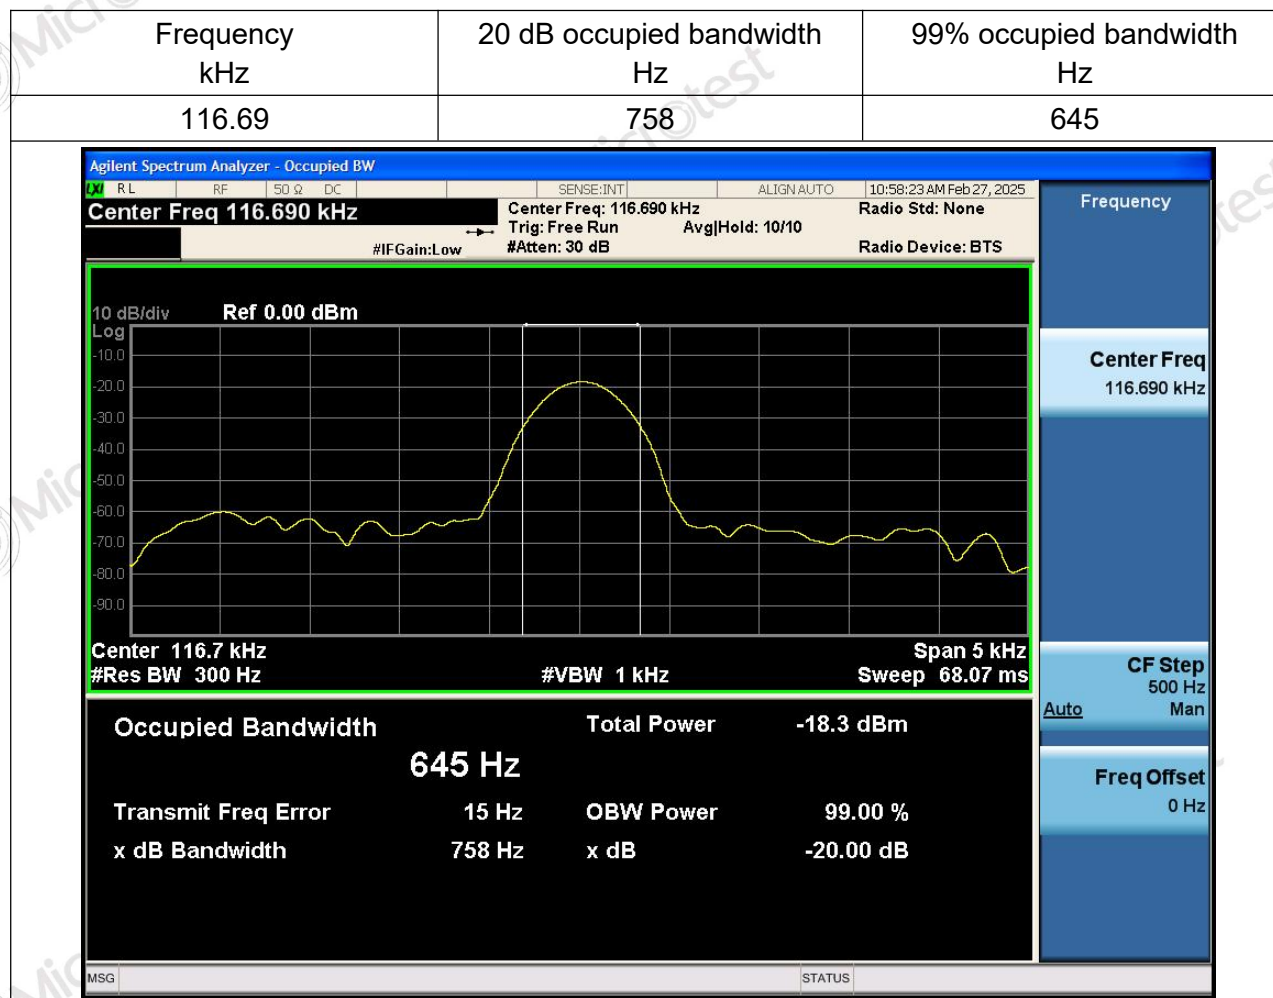 Frequency 20 dB occupied bandwidth 99% occupied bandwidth
kHz Hz Hz
116.69 758 645
Agilent Spectrum Analyzer - Occupied BW
LXI RL RF 50 Ω DC SENSE:INT ALIGN AUTO 10:58:23 AM Feb 27, 2025
Center Freq 116.690 kHz
Center Freq: 116.690 kHz Radio Std: None
Trig: Free Run Avg|Hold: 10/10
#IFGain:Low #Atten: 30 dB Radio Device: BTS
Frequency
10 dB/div Ref 0.00 dBm
Log
-10.0
-20.0
-30.0
-40.0
-50.0
-60.0
-70.0
-80.0
-90.0
Center 116.7 kHz Span 5 kHz
#Res BW 300 Hz #VBW 1 kHz Sweep 68.07 ms
Center Freq
116.690 kHz
CF Step
500 Hz
Auto Man
Freq Offset
0 Hz
Occupied Bandwidth Total Power -18.3 dBm
645 Hz
Transmit Freq Error 15 Hz OBW Power 99.00 %
x dB Bandwidth 758 Hz x dB -20.00 dB
MSG STATUS